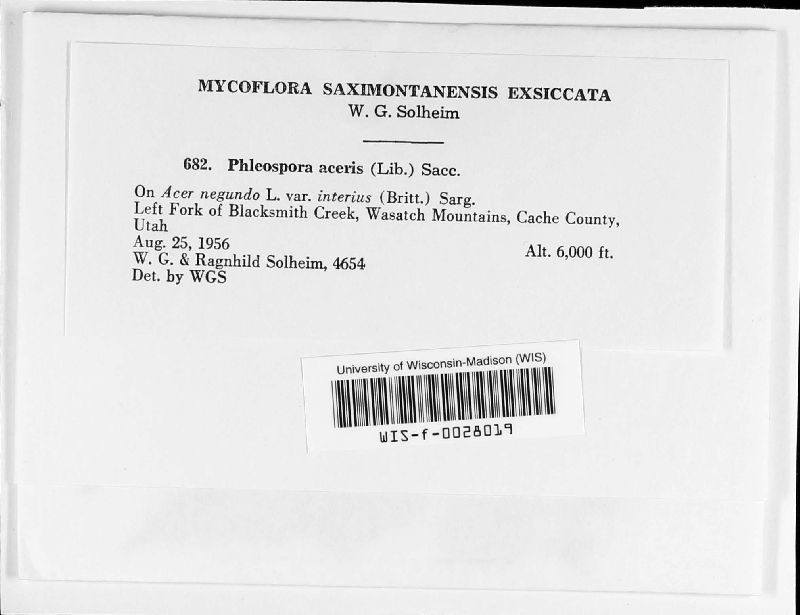 MYCOFLORA SAXIMONTANENSIS EXSICCATA
W. G. Solheim
682. Phleospora aceris (Lib.) Sacc.
On Acer negundo L. var. interius (Britt.) Sarg.
Left Fork of Blacksmith Creek, Wasatch Mountains, Cache County,
Utah
Aug. 25, 1956
Alt. 6,000 ft.
W. G. & Ragnhild Solheim, 4654
Det. by WGS
University of Wisconsin-Madison (WIS)
WIS-f-0028019